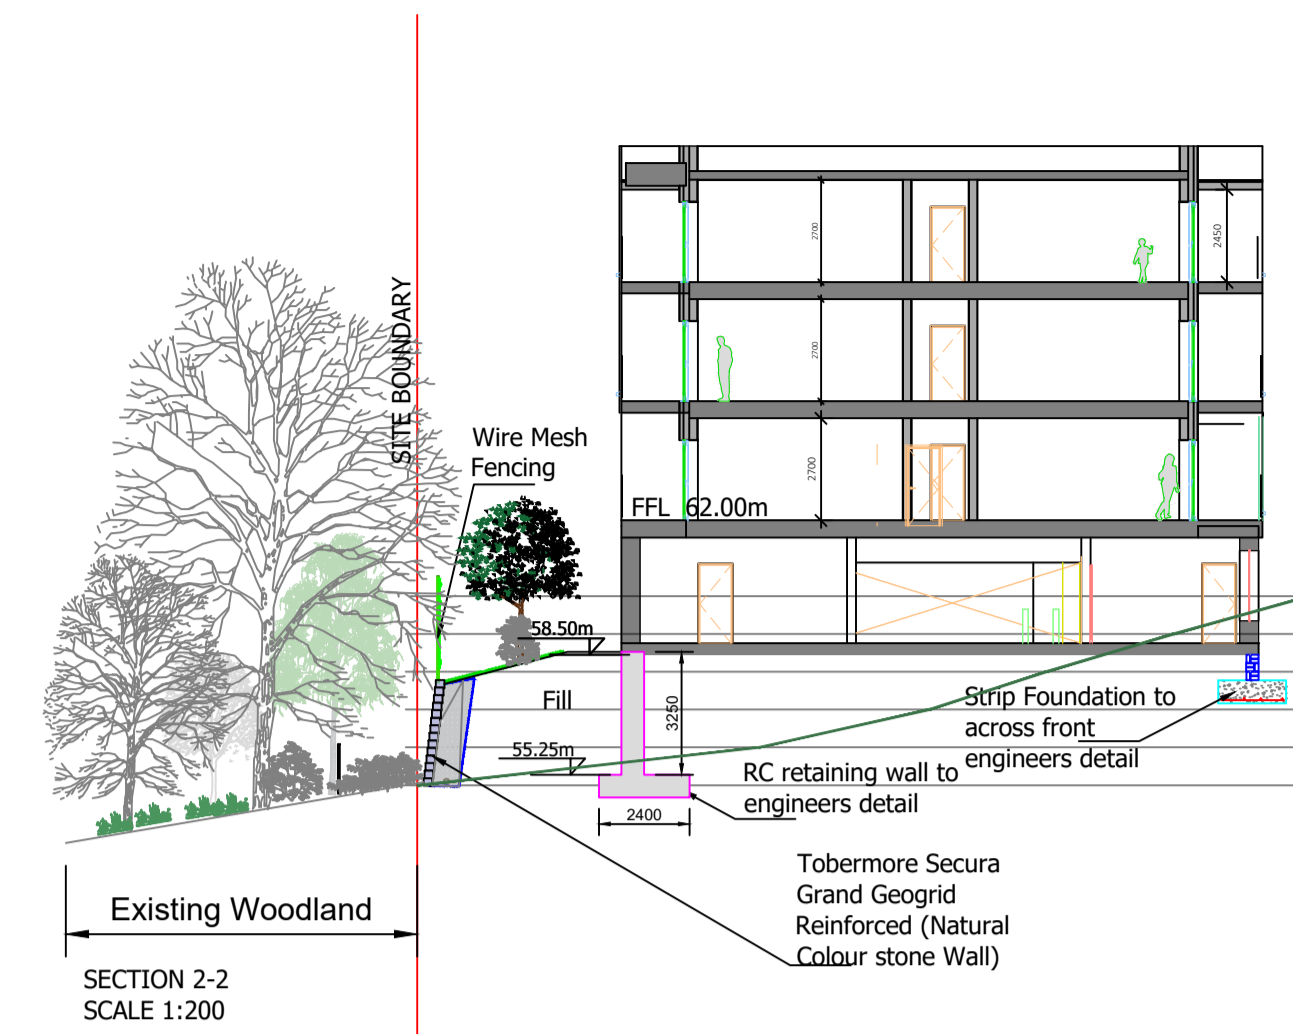 SITE BOUNDARY
2700
2450
2700
Wire Mesh
Fencing
2700
FFL 62.00m
58.50m
Fill
3250
Strip Foundation to
across front
engineers detail
55.25m
RC retaining wall to
engineers detail
2400
Tobermore Secura
Grand Geogrid
Reinforced (Natural
Colour stone Wall)
Existing Woodland
SECTION 2-2
SCALE 1:200